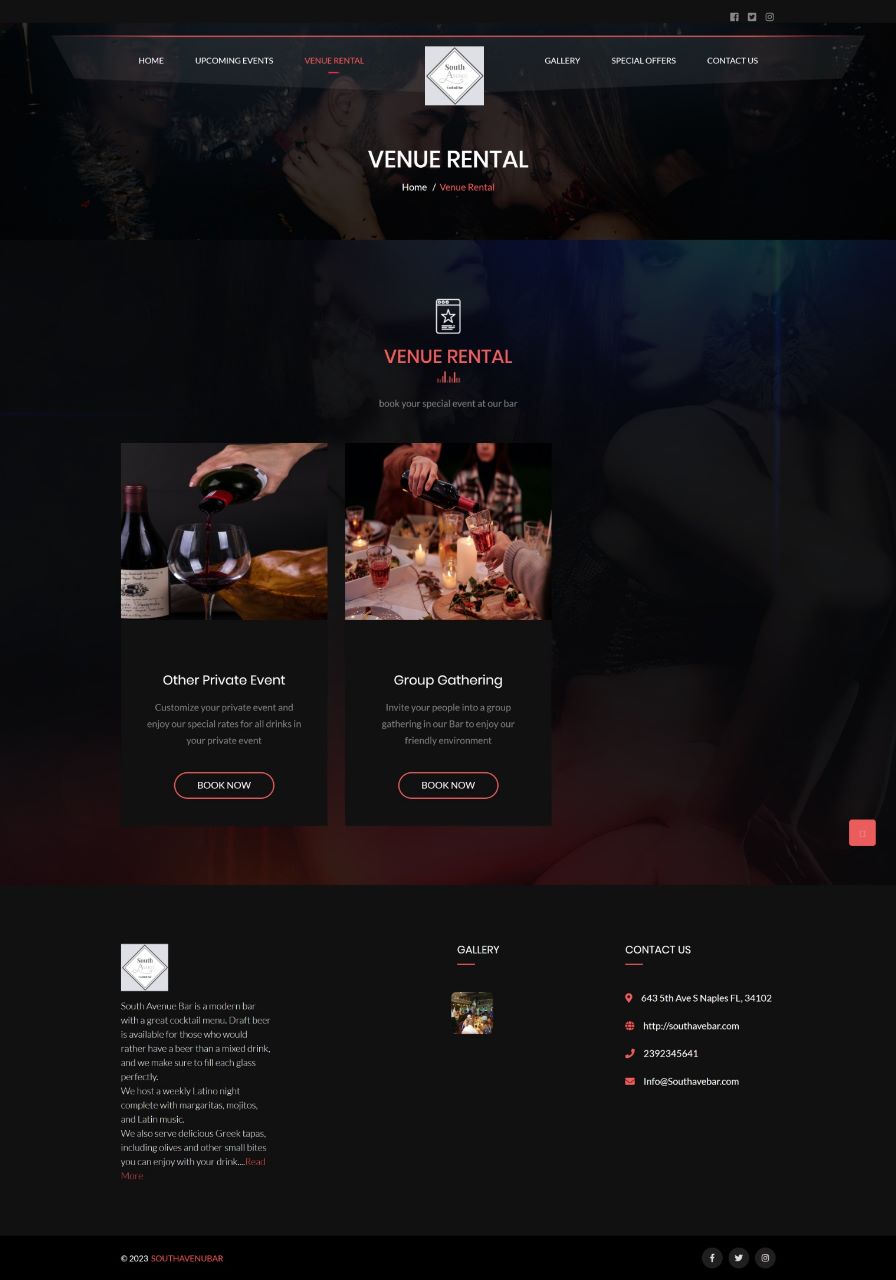 HOME
UPCOMING EVENTS
VENUE RENTAL
South
Avenue
GALLERY
SPECIAL OFFERS
CONTACT US
VENUE RENTAL
Home / Venue Rental
VENUE RENTAL
book your special event at our bar
Other Private Event
Customize your private event and
enjoy our special rates for all drinks in
your private event
BOOK NOW
Group Gathering
Invite your people into a group
gathering in our Bar to enjoy our
friendly environment
BOOK NOW
South
South Avenue Bar is a modern bar
with a great cocktail menu. Draft beer
is available for those who would
rather have a beer than a mixed drink,
and we make sure to fill each glass
perfectly.
We host a weekly Latino night
complete with margaritas, mojitos,
and Latin music.
We also serve delicious Greek tapas,
including olives and other small bites
you can enjoy with your drink....Read
More
GALLERY
CONTACT US
643 5th Ave S Naples FL, 34102
http://southavebar.com
2392345641
Info@Southavebar.com
© 2023 SOUTHAVENUBAR